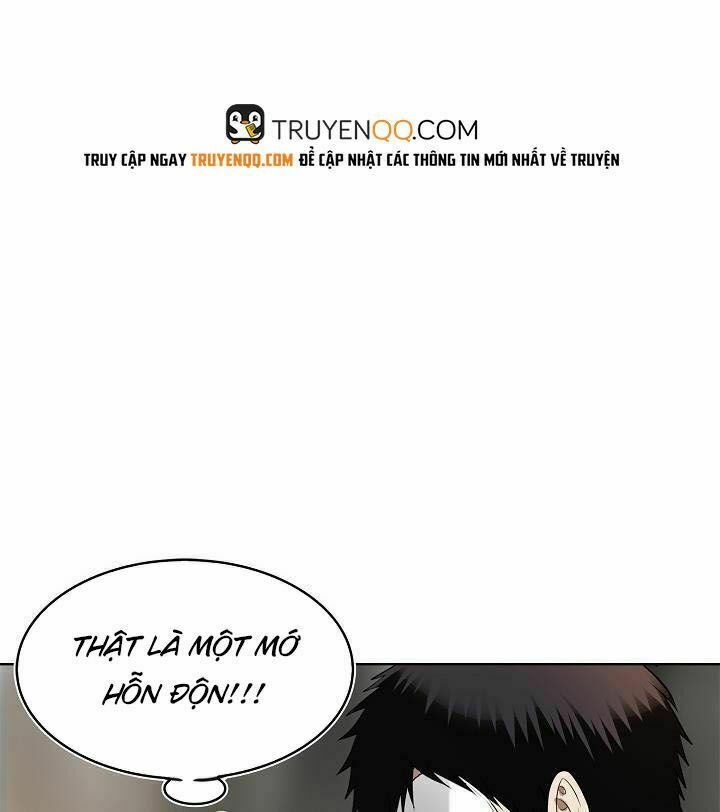 TRUYENQQ.COM
TRUY CẬP NGAY TRUYENQQ.COM ĐỂ CẬP NHẬT CÁC THÔNG TIN MỚI NHẤT VỀ TRUYỆN
THẬT LÀ MỘT MỚ
HỖN ĐỘN!!!